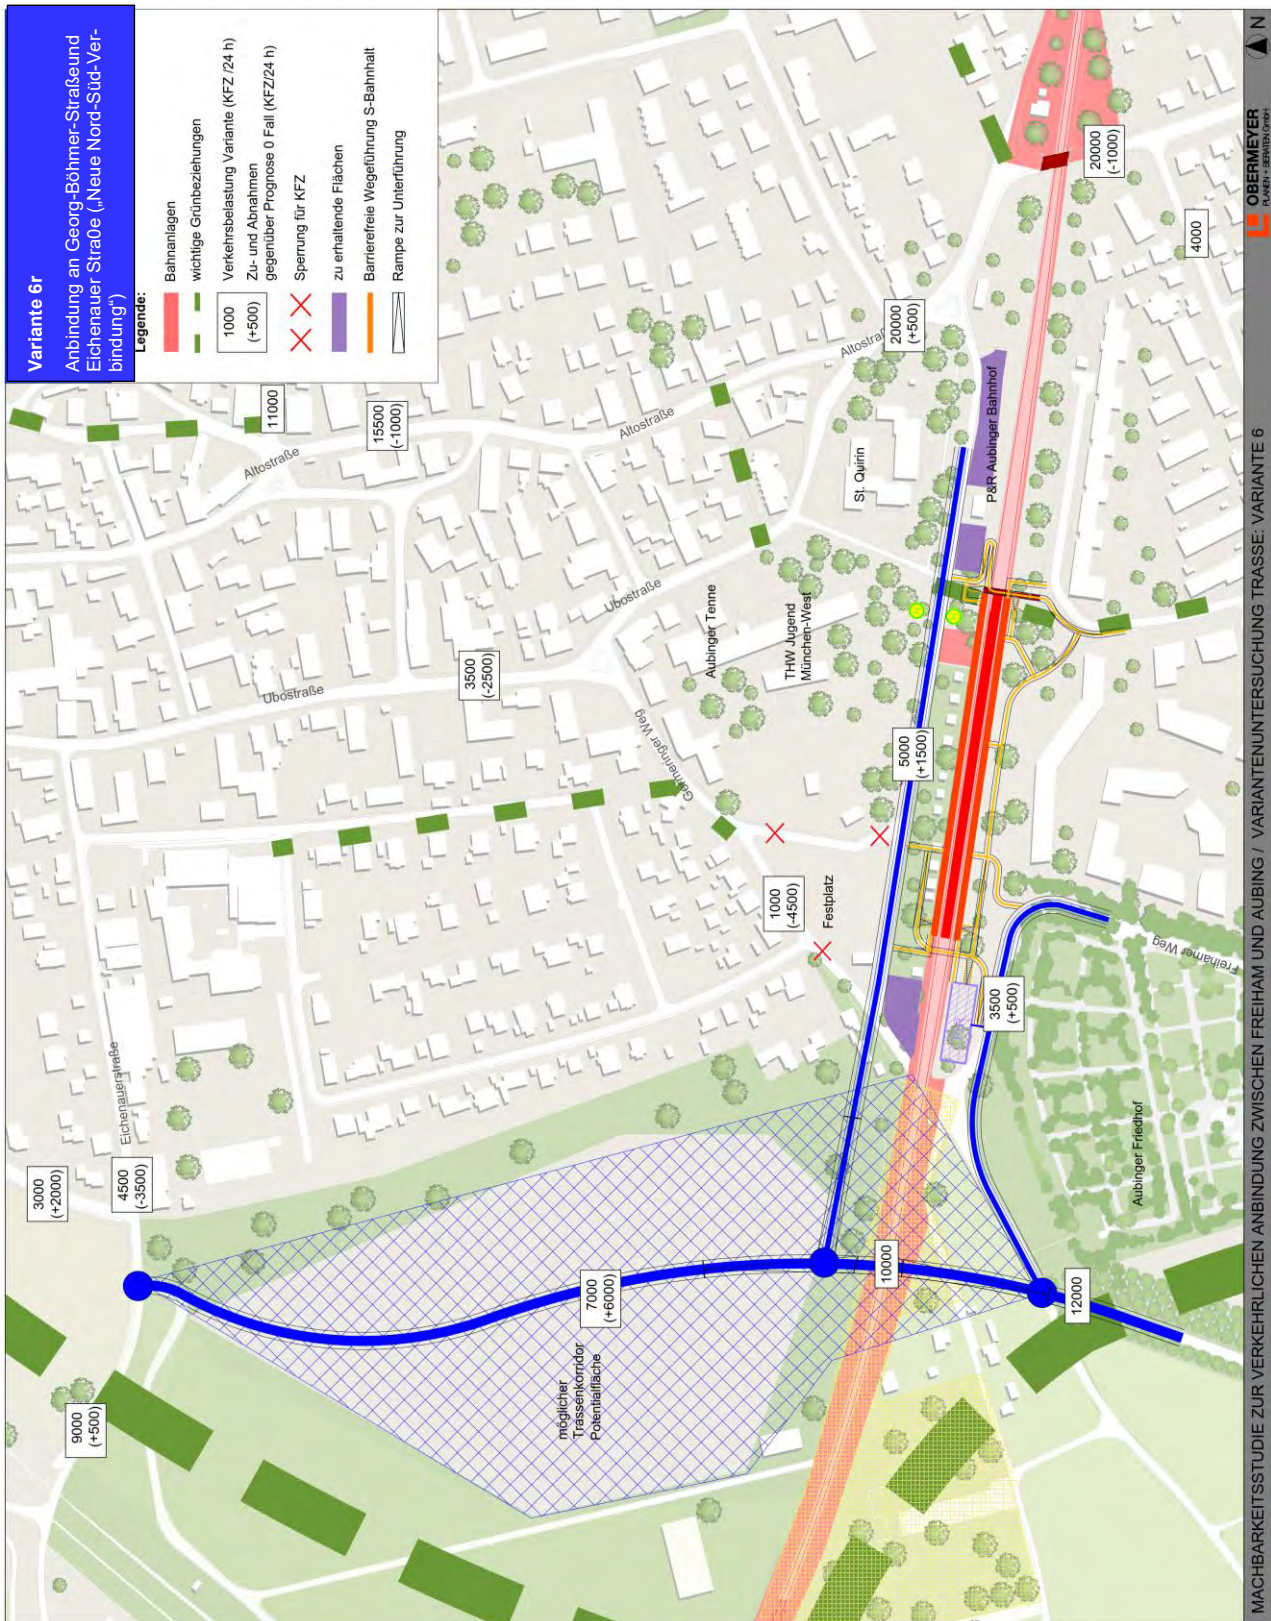 Variante 6r
Anbindung an Georg-Böhmer-Straßeund
Eichenauer Straße („Neue Nord-Süd-Ver-
bindung“)
Legende:
Bahnanlagen
wichtige Grünbeziehungen
1000
(+500)
Verkehrsbelastung Variante (KFZ /24 h)
Zu- und Abnahmen
gegenüber Prognose 0 Fall (KFZ/24 h)
Sperrung für KFZ
zu erhaltende Flächen
Barrierefreie Wegeführung S-Bahnhalt
Rampe zur Unterführung
9000
(+500)
3000
(+2000)
4500
(-3500)
Eichenauerstraße
Ubostraße
3500
(-2500)
Altostraße
11000
15500
(-1000)
Altostraße
Ubostraße
Germeringer Weg
Aubinger Tenne
THW Jugend
München-West
St. Quirin
Altostraße
20000
(+500)
P&R Aubinger Bahnhof
20000
(-1000)
4000
1000
(-4500)
Festplatz
5000
(+1500)
möglicher
Trassenkorridor
Potentialfläche
7000
(+6000)
10000
12000
3500
(+500)
Freihamer Weg
Aubinger Friedhof
MACHBARKEITSSTUDIE ZUR VERKEHRLICHEN ANBINDUNG ZWISCHEN FREIHAM UND AUBING / VARIANTENUNTERSUCHUNG TRASSE: VARIANTE 6
OBERMEYER
PLANEN + BERATEN GmbH
N